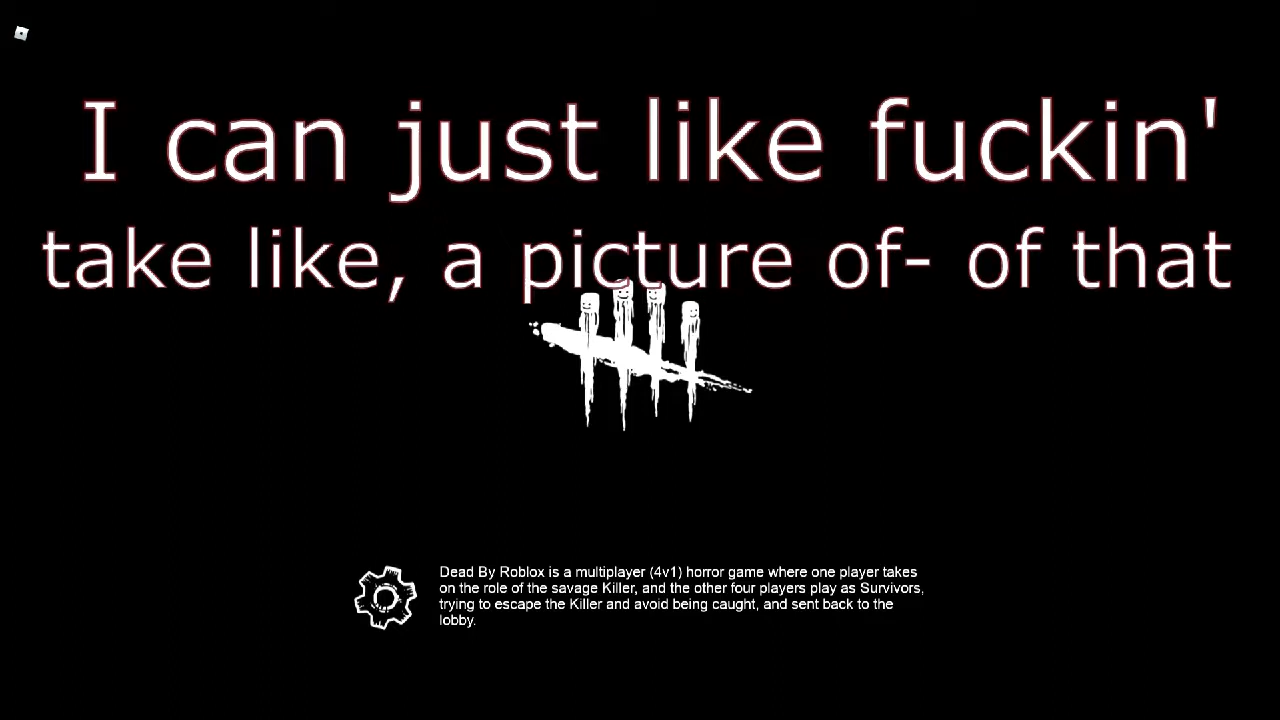 I can just like fuckin'
take like, a picture of- of that
Dead By Roblox is a multiplayer (4v1) horror game where one player takes
on the role of the savage Killer, and the other four players play as Survivors,
trying to escape the Killer and avoid being caught, and sent back to the
lobby.